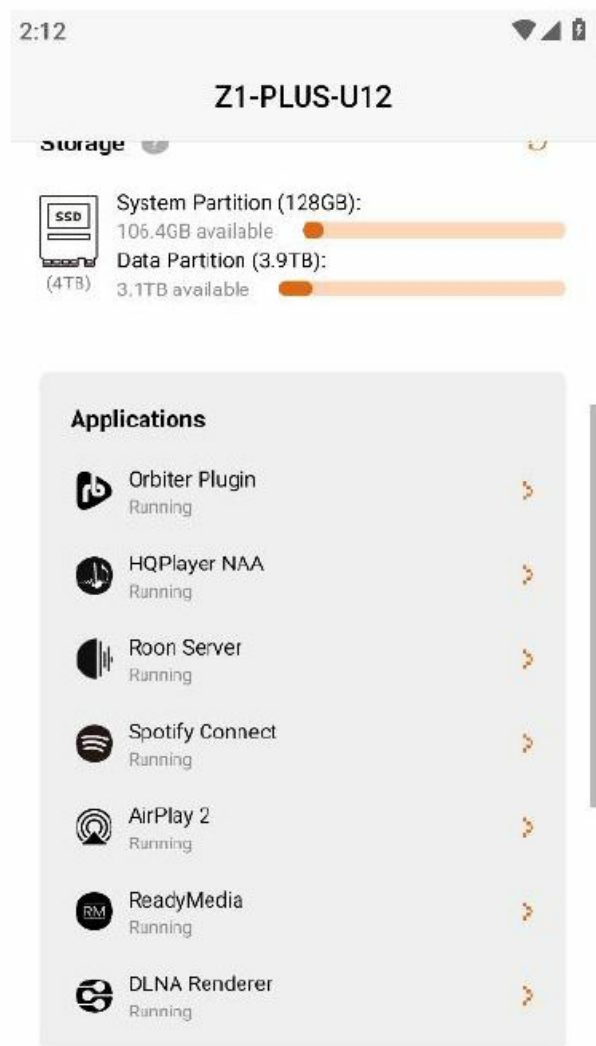 2:12
Z1-PLUS-U12
Storage ?
System Partition (128GB):
SSD
106.4GB available
Data Partition (3.9TB):
(4TB)
3.1TB available
Applications
Orbiter Plugin
Running
HQPlayer NAA
Running
Roon Server
Running
Spotify Connect
Running
AirPlay 2
Running
RM
ReadyMedia
Running
DLNA Renderer
Running